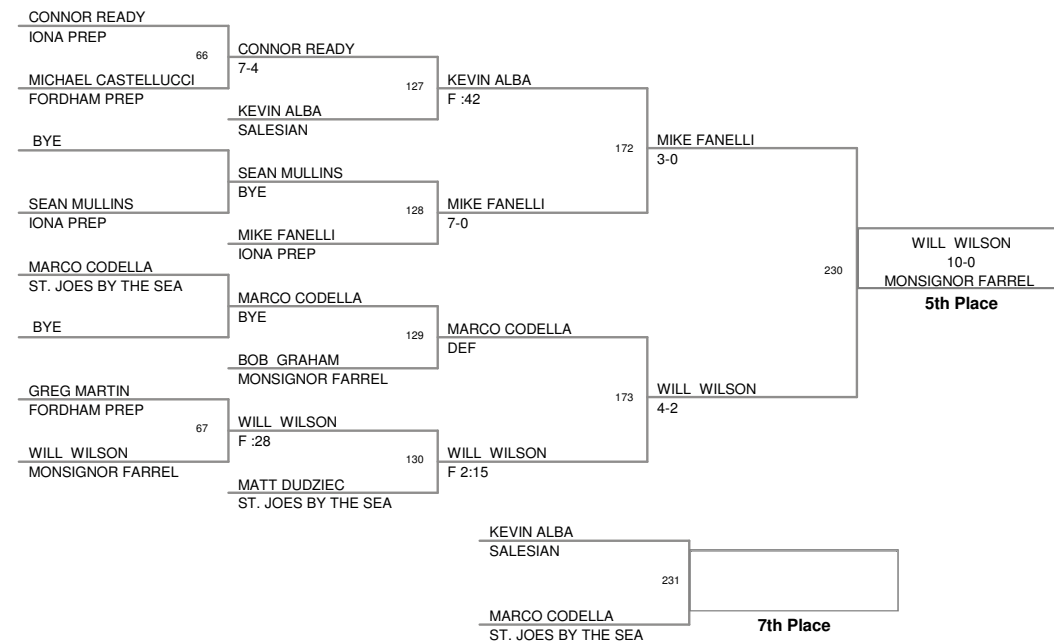 CONNOR READY
IONA PREP
66
MICHAEL CASTELLUCCI
FORDHAM PREP
BYE
SEAN MULLINS
IONA PREP
MARCO CODELLA
ST. JOES BY THE SEA
BYE
GREG MARTIN
FORDHAM PREP
67
WILL WILSON
MONSIGNOR FARREL
CONNOR READY
7-4
127
KEVIN ALBA
SALESIAN
SEAN MULLINS
BYE
128
MIKE FANELLI
IONA PREP
MARCO CODELLA
BYE
129
BOB GRAHAM
MONSIGNOR FARREL
WILL WILSON
F :28
130
MATT DUDZIEC
ST. JOES BY THE SEA
KEVIN ALBA
F :42
172
MIKE FANELLI
7-0
MARCO CODELLA
DEF
173
WILL WILSON
F 2:15
MIKE FANELLI
3-0
230
WILL WILSON
4-2
WILL WILSON
10-0
MONSIGNOR FARREL
5th Place
KEVIN ALBA
SALESIAN
231
MARCO CODELLA
ST. JOES BY THE SEA
7th Place